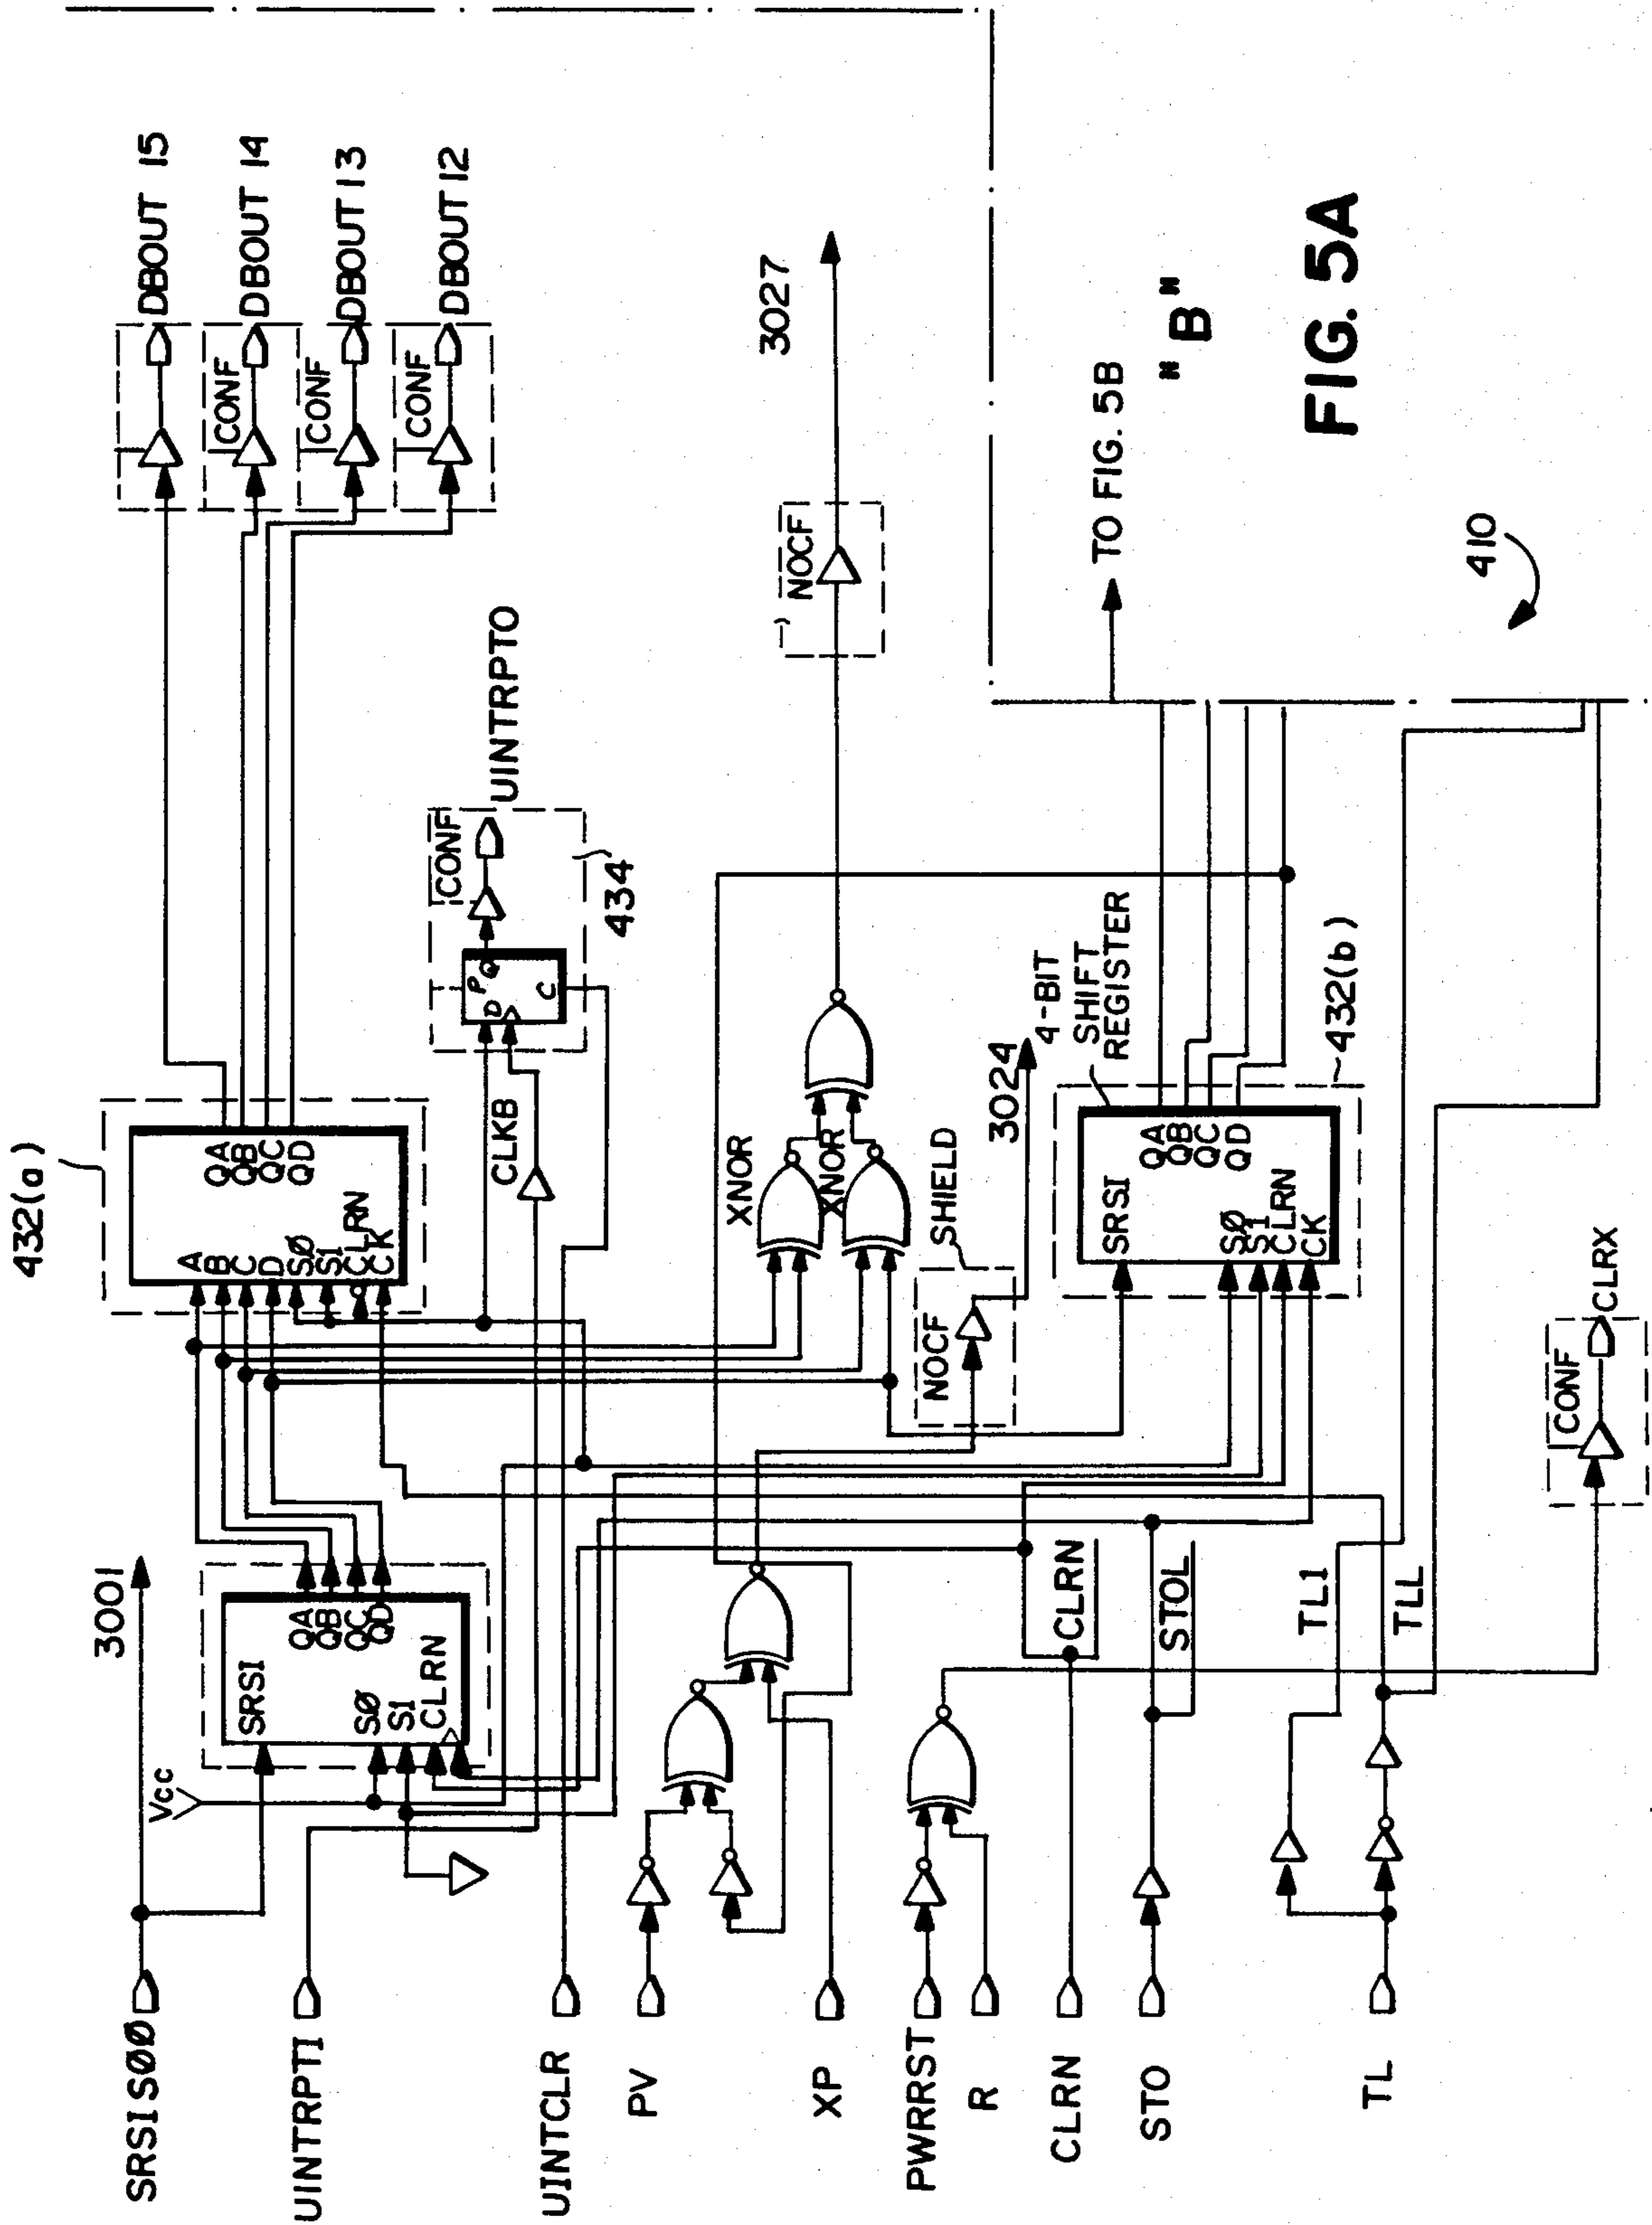 432(a)
3001
SRSIS00
Vcc
SRSI
QA
QB
QC
QD
SØ
S1
CLRN
A
B
C
D
SØ
S1
CLRN
CK
QA
QB
QC
QD
DBOUT 15
CONF
DBOUT 14
CONF
DBOUT 13
CONF
DBOUT 12
UINTRPTI
UINTCLR
CLKB
P
D
Q
C
CONF
UINTRPTO
434
PV
XP
XNOR
XNOR
NOCF
3027
NOCF
SHIELD
3024
4-BIT
SHIFT
REGISTER
432(b)
SRSI
SØ
S1
CLRN
CK
QA
QB
QC
QD
TO FIG. 5B
"B"
PWRRST
R
CLRN
CLRN
STO
STOL
TL
TL1
TLL
CONF
CLRX
410
FIG. 5A